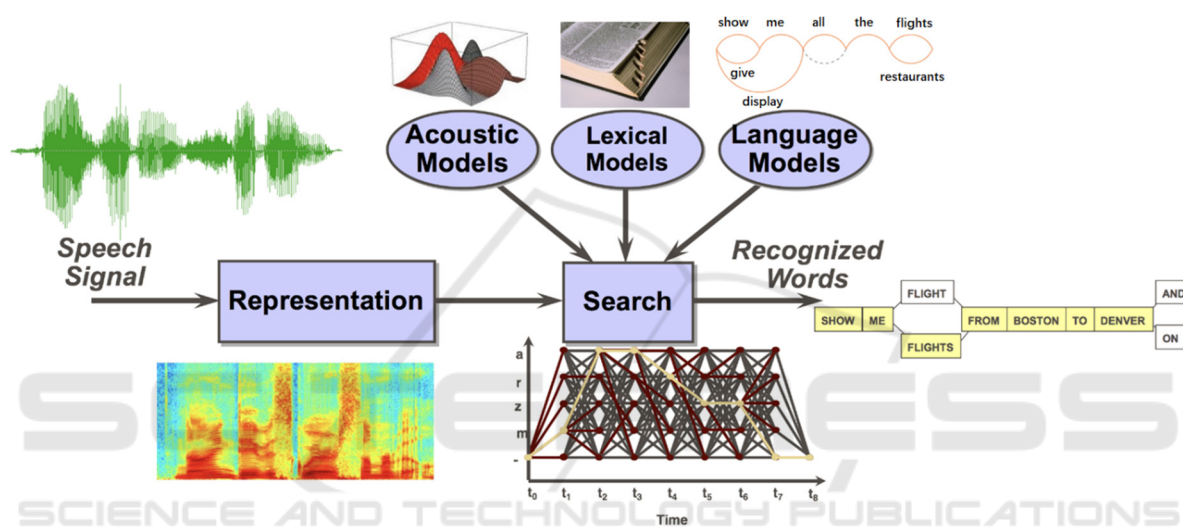 show me all the flights
give
restaurants
display
Acoustic
Models
Lexical
Models
Language
Models
Speech
Signal
Representation
Search
Recognized
Words
FLIGHT
AND
SHOW ME
FROM BOSTON TO DENVER
FLIGHTS
ON
a
r
z
m
-
t0 t1 t2 t3 t4 t5 t6 t7 t8
Time
SCIENCE AND TECHNOLOGY PUBLICATIONS